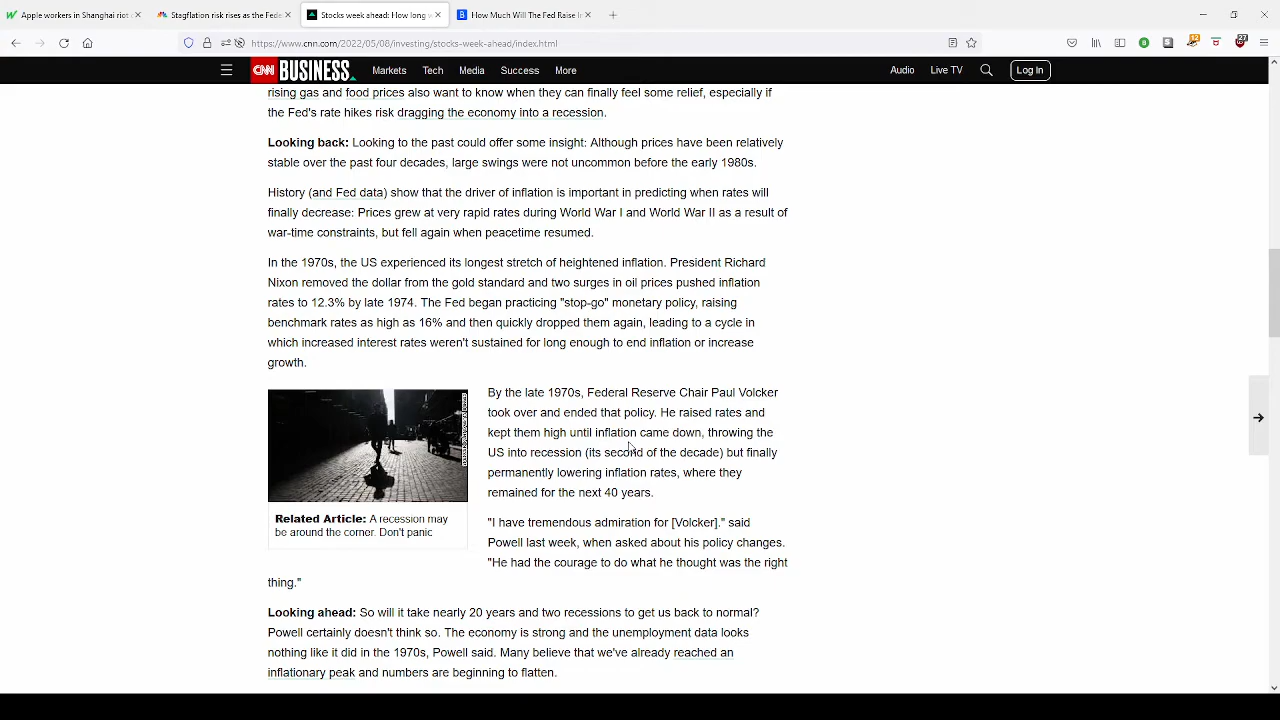 Apple workers in Shanghai riot
Stagflation risk rises as the Fede
Stocks week ahead: How long w
How Much Will The Fed Raise I
https://www.cnn.com/2022/05/08/investing/stocks-week-ahead/index.html
12
27
CNN BUSINESS Markets Tech Media Success More Audio Live TV Log In
rising gas and food prices also want to know when they can finally feel some relief, especially if
the Fed's rate hikes risk dragging the economy into a recession.
Looking back: Looking to the past could offer some insight: Although prices have been relatively
stable over the past four decades, large swings were not uncommon before the early 1980s.
History (and Fed data) show that the driver of inflation is important in predicting when rates will
finally decrease: Prices grew at very rapid rates during World War I and World War II as a result of
war-time constraints, but fell again when peacetime resumed.
In the 1970s, the US experienced its longest stretch of heightened inflation. President Richard
Nixon removed the dollar from the gold standard and two surges in oil prices pushed inflation
rates to 12.3% by late 1974. The Fed began practicing "stop-go" monetary policy, raising
benchmark rates as high as 16% and then quickly dropped them again, leading to a cycle in
which increased interest rates weren't sustained for long enough to end inflation or increase
growth.
Related Article: A recession may
be around the corner. Don't panic
By the late 1970s, Federal Reserve Chair Paul Volcker
took over and ended that policy. He raised rates and
kept them high until inflation came down, throwing the
US into recession (its second of the decade) but finally
permanently lowering inflation rates, where they
remained for the next 40 years.
"I have tremendous admiration for [Volcker]." said
Powell last week, when asked about his policy changes.
"He had the courage to do what he thought was the right
thing."
Looking ahead: So will it take nearly 20 years and two recessions to get us back to normal?
Powell certainly doesn't think so. The economy is strong and the unemployment data looks
nothing like it did in the 1970s, Powell said. Many believe that we've already reached an
inflationary peak and numbers are beginning to flatten.